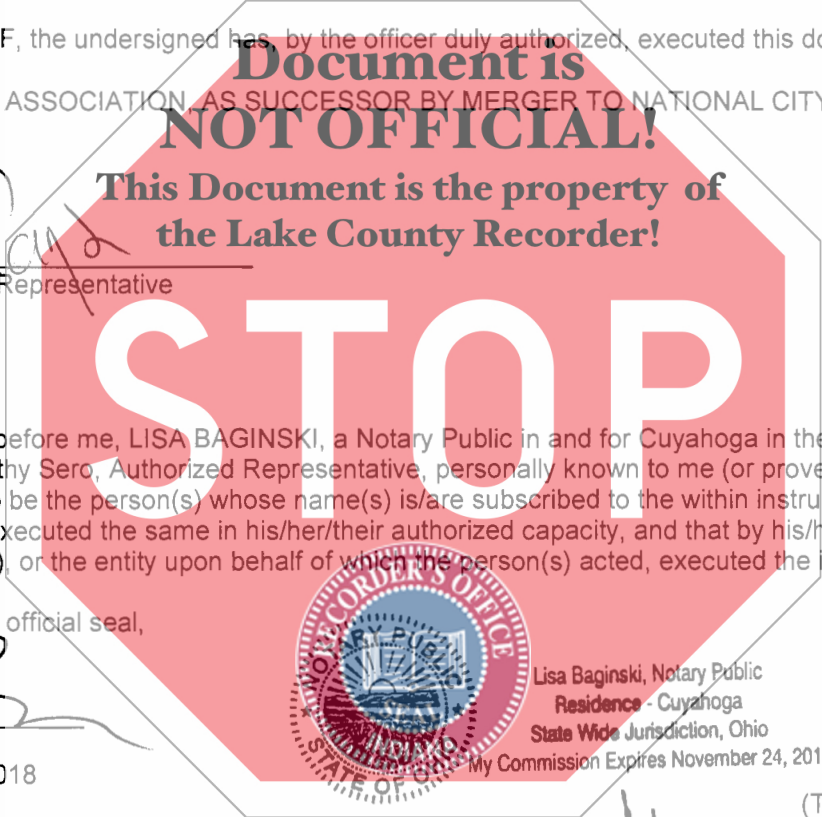 F, the undersigned has, by the officer duly authorized, executed this do
Document is
ASSOCIATION, AS SUCCESSOR BY MERGER TO NATIONAL CITY
NOT OFFICIAL!
This Document is the property of
the Lake County Recorder!
Representative
STOP
before me, LISA BAGINSKI, a Notary Public in and for Cuyahoga in the
thy Sero, Authorized Representative, personally known to me (or prove
be the person(s) whose name(s) is/are subscribed to the within instru
xecuted the same in his/her/their authorized capacity, and that by his/h
), or the entity upon behalf of which the person(s) acted, executed the i
official seal,
RECORDER'S OFFICE
SEAL
INDIANA
NOTARY PUBLIC
STATE OF OHIO
Lisa Baginski, Notary Public
Residence - Cuyahoga
State Wide Jurisdiction, Ohio
My Commission Expires November 24, 201
018
(T